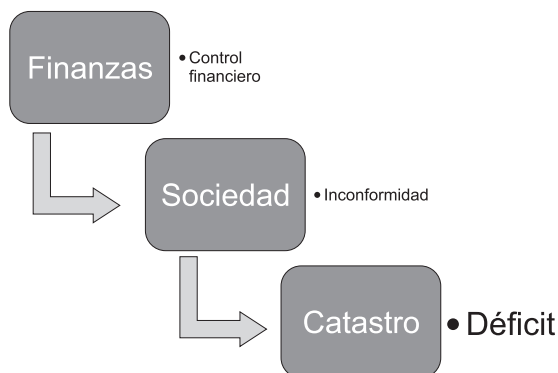 Finanzas
• Control
financiero
Sociedad
• Inconformidad
Catastro
• Déficit